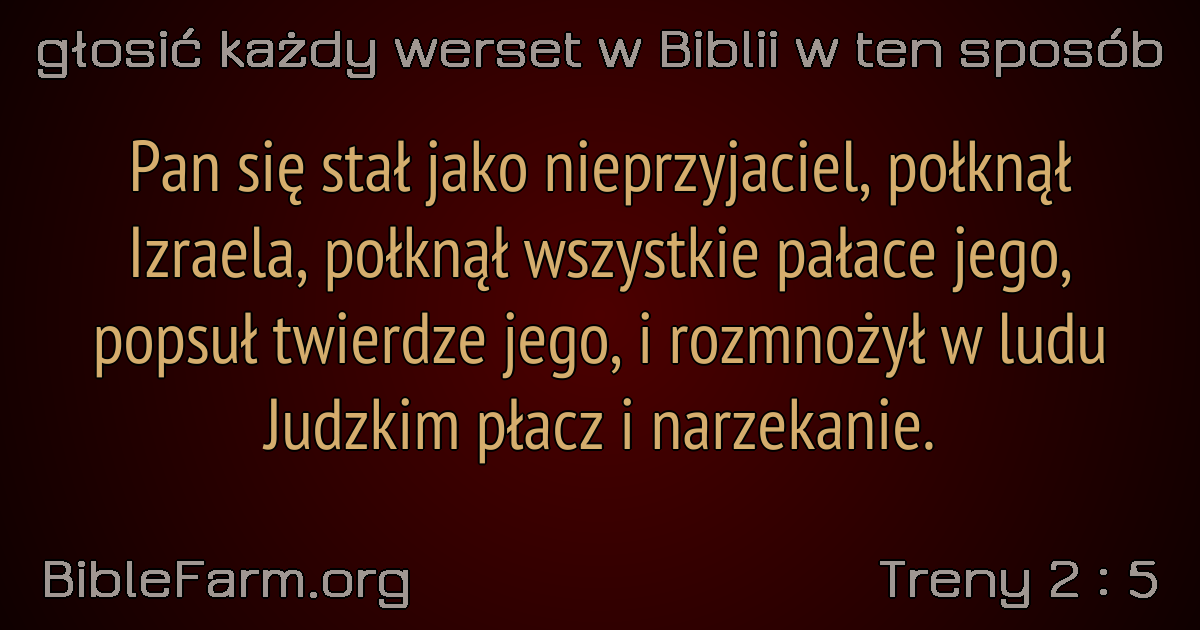 głosić każdy werset w Biblii w ten sposób
Pan się stał jako nieprzyjaciel, połknął
Izraela, połknął wszystkie pałace jego,
popsuł twierdze jego, i rozmnożył w ludu
Judzkim płacz i narzekanie.
BibleFarm.org
Treny 2 : 5